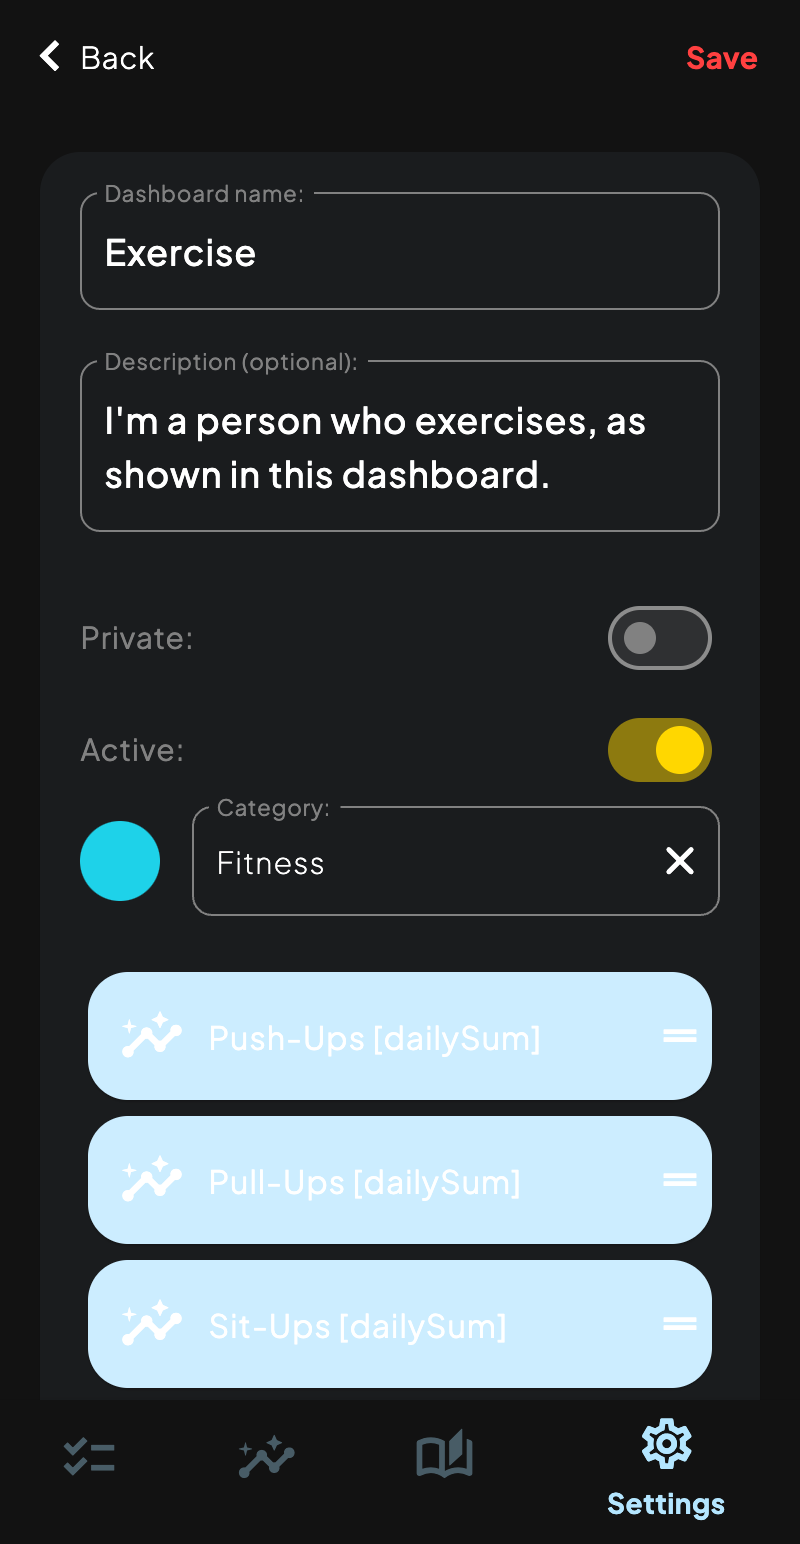 Back
Save
Dashboard name:
Exercise
Description (optional):
I'm a person who exercises, as
shown in this dashboard.
Private:
Active:
Category:
Fitness
Push-Ups [dailySum]
Pull-Ups [dailySum]
Sit-Ups [dailySum]
Settings